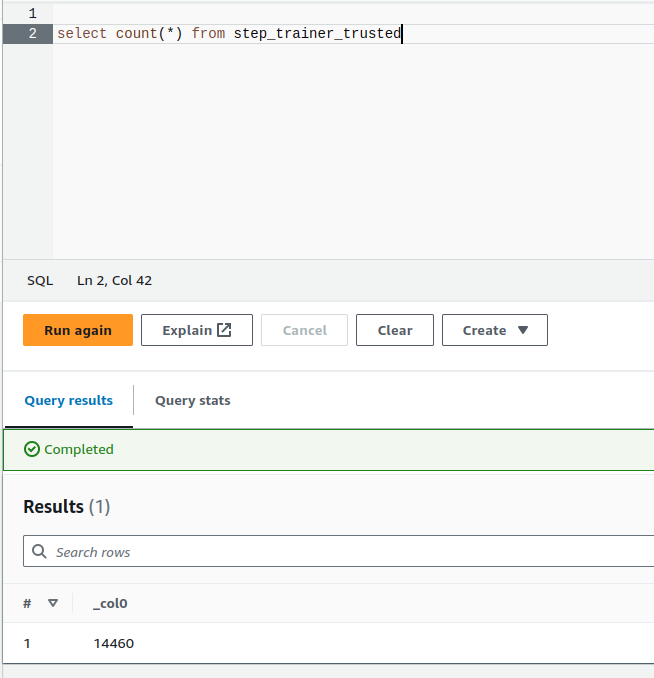 1
2 select count(*) from step_trainer_trusted
SQL Ln 2, Col 42
Run again Explain Cancel Clear Create
Query results Query stats
Completed
Results (1)
Search rows
# _col0
1 14460